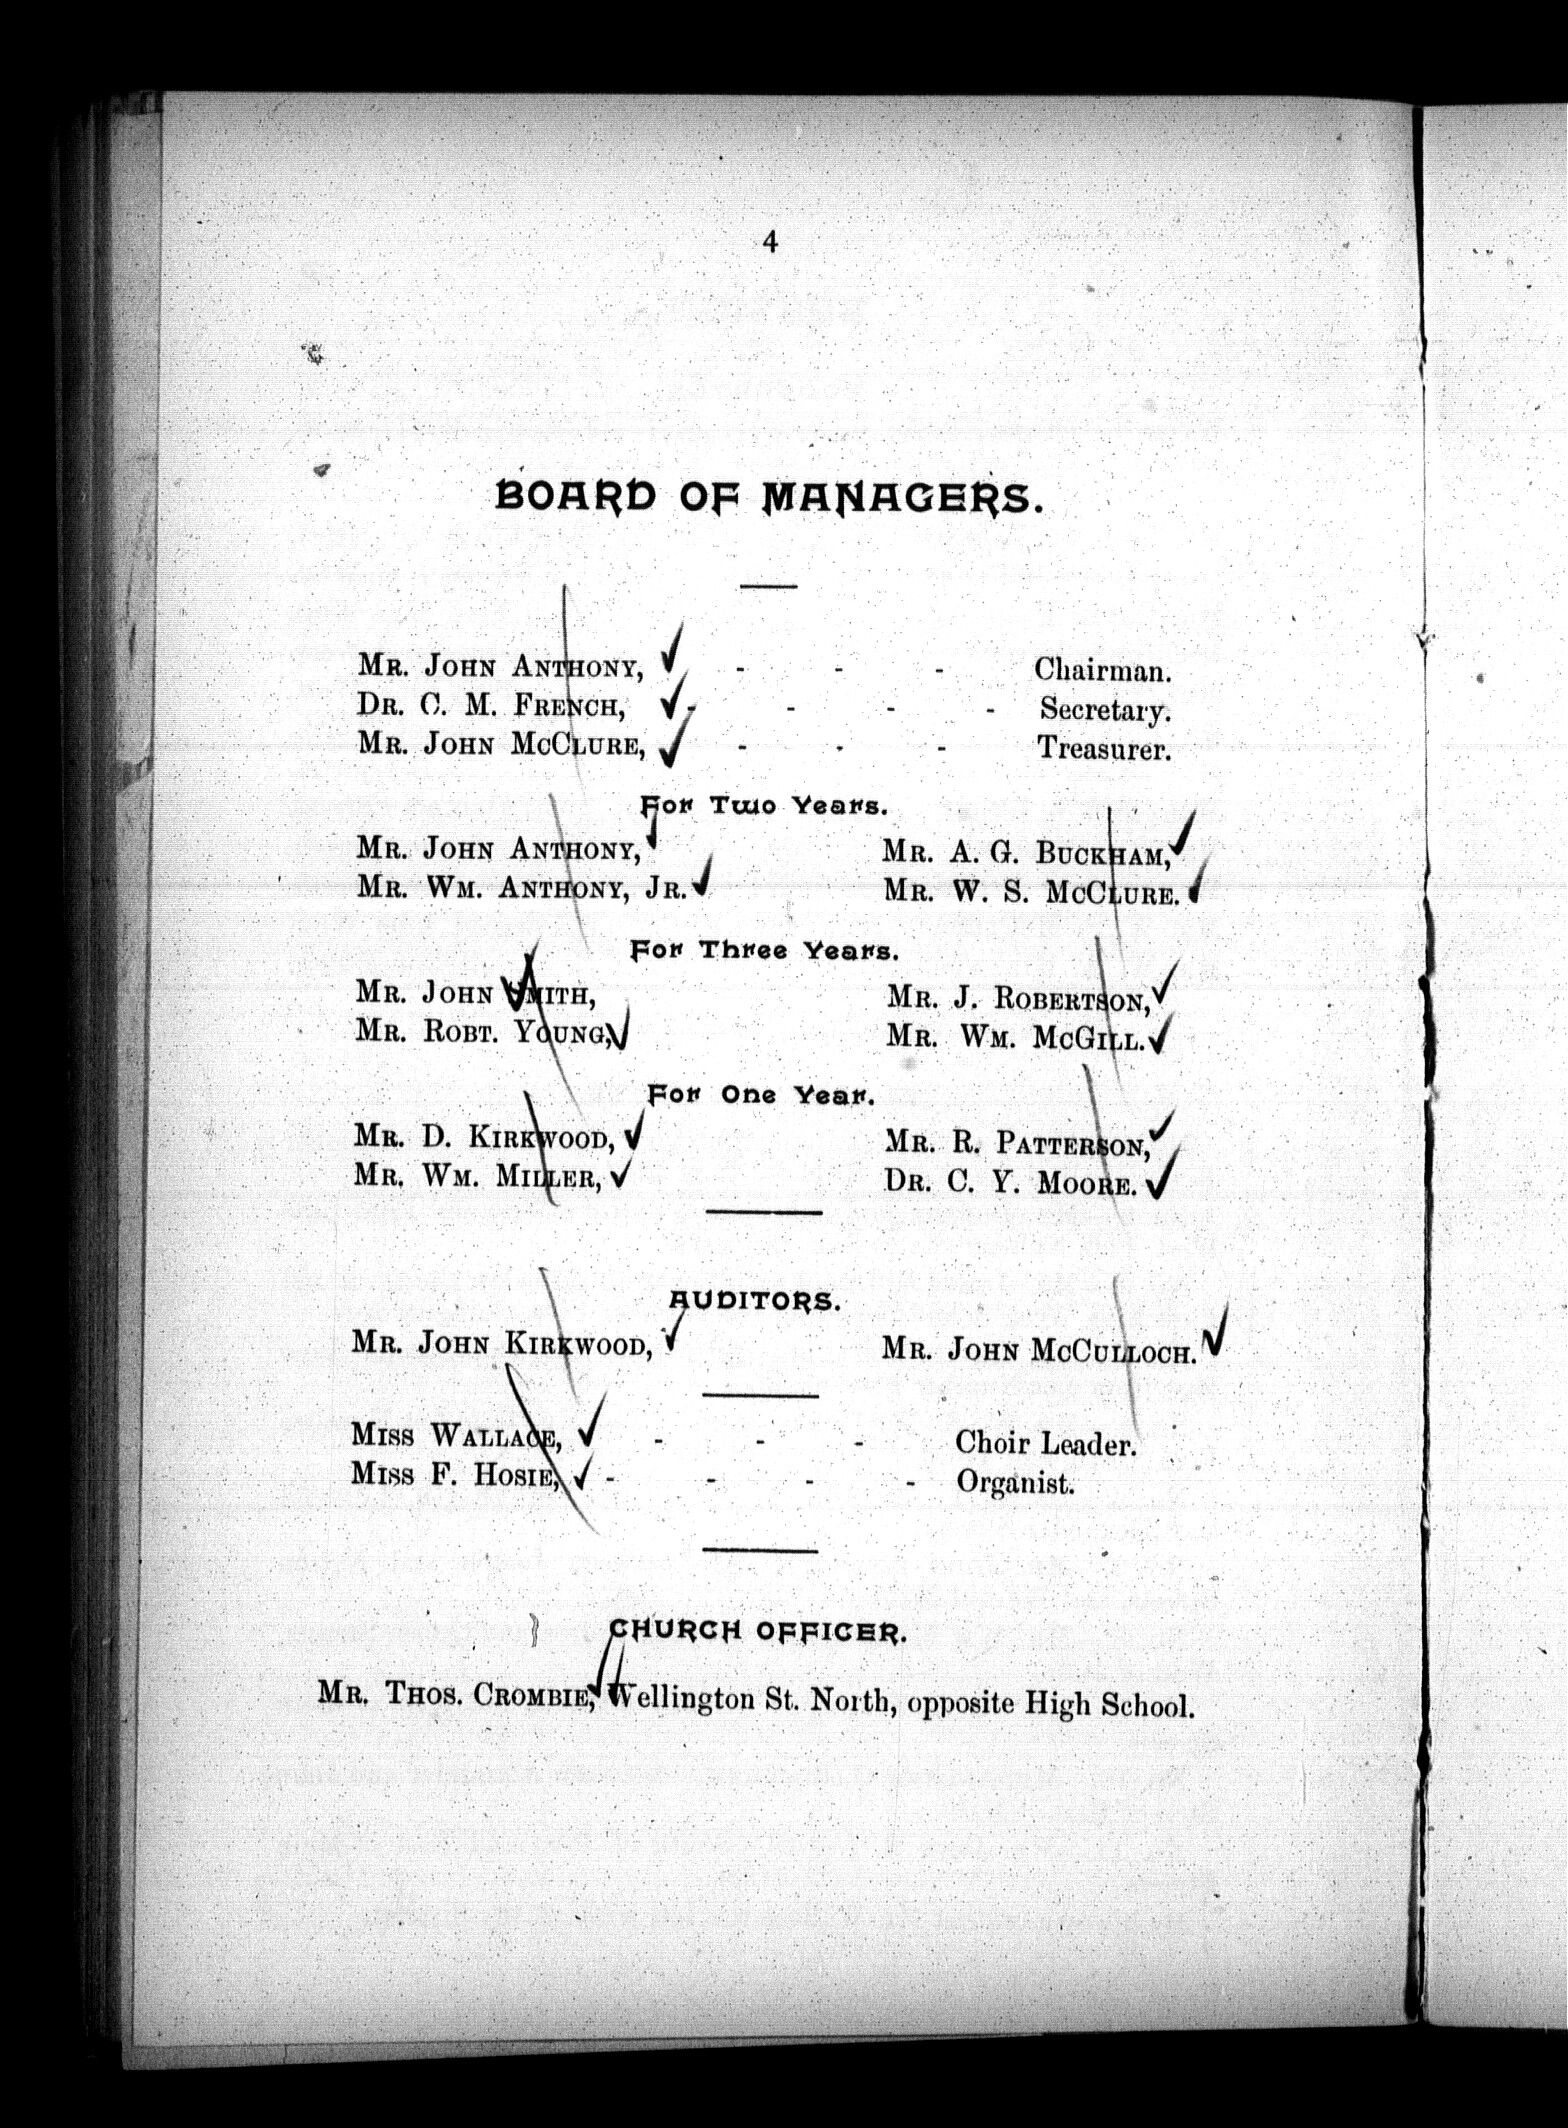 4
BOARD OF MANAGERS.
MR. JOHN ANTHONY, - - - Chairman.
DR. C. M. FRENCH, - - - - Secretary.
MR. JOHN MCCLURE, - - - Treasurer.
For Two Years.
MR. JOHN ANTHONY, MR. A. G. BUCKHAM,
MR. WM. ANTHONY, JR. MR. W. S. MCCLURE.
For Three Years.
MR. JOHN SMITH, MR. J. ROBERTSON,
MR. ROBT. YOUNG, MR. WM. MCGILL.
For One Year.
MR. D. KIRKWOOD, MR. R. PATTERSON,
MR. WM. MILLER, DR. C. Y. MOORE.
AUDITORS.
MR. JOHN KIRKWOOD, MR. JOHN MCCULLOCH.
MISS WALLACE, - - - Choir Leader.
MISS F. HOSIE, - - - - Organist.
CHURCH OFFICER.
MR. THOS. CROMBIE, Wellington St. North, opposite High School.